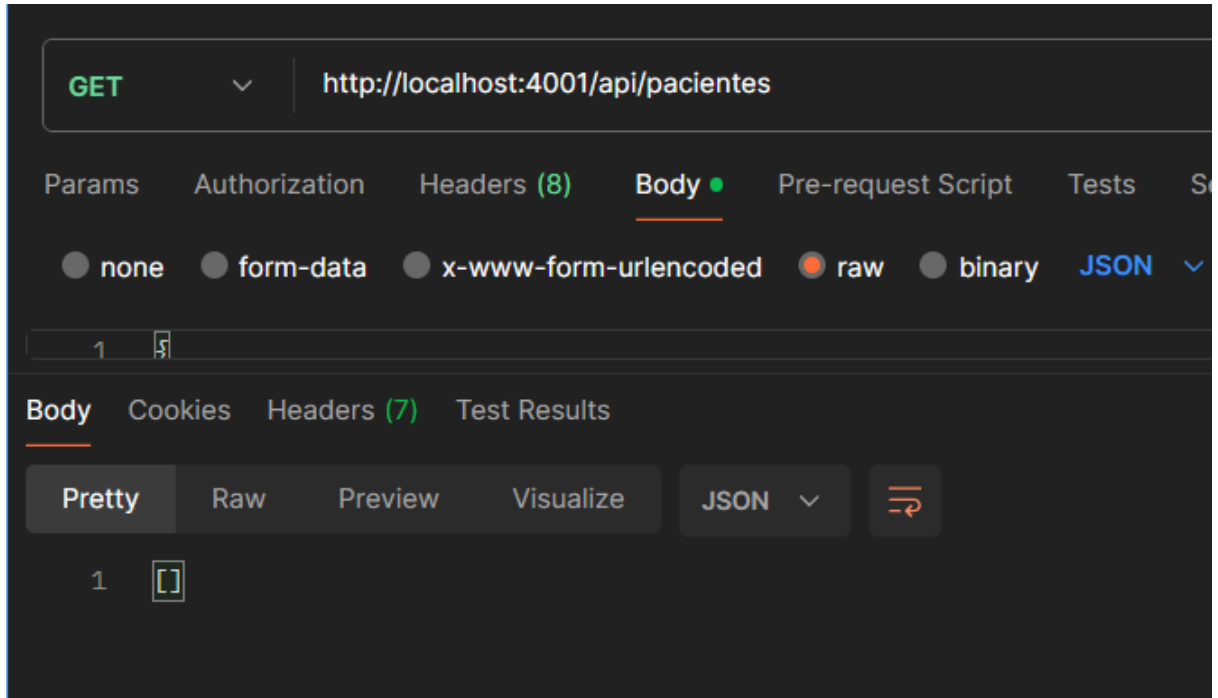 GET http://localhost:4001/api/pacientes
Params Authorization Headers (8) Body Pre-request Script Tests
none form-data x-www-form-urlencoded raw binary JSON
1 {
Body Cookies Headers (7) Test Results
Pretty Raw Preview Visualize JSON
1 []